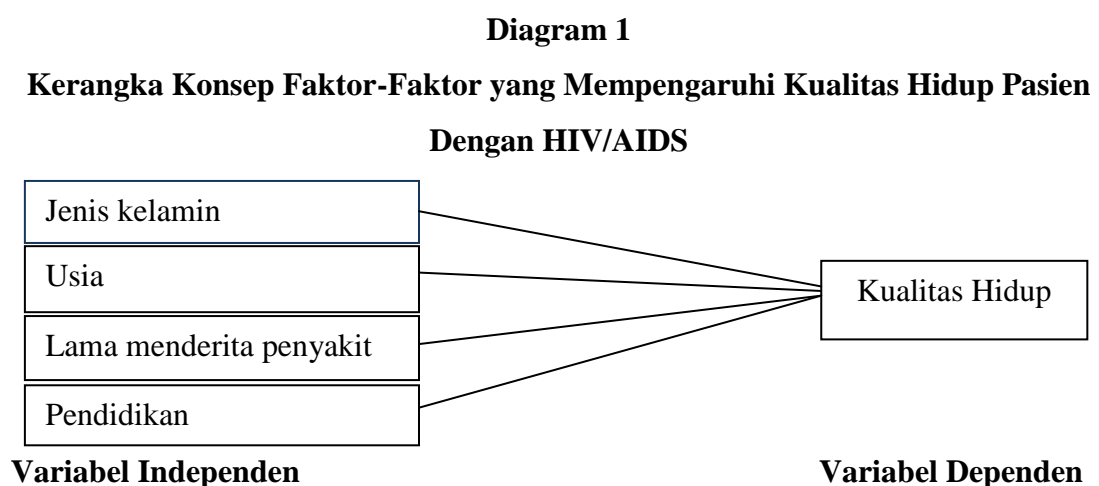 Diagram 1
Kerangka Konsep Faktor-Faktor yang Mempengaruhi Kualitas Hidup Pasien
Dengan HIV/AIDS
Jenis kelamin
Usia
Lama menderita penyakit
Pendidikan
Kualitas Hidup
Variabel Independen
Variabel Dependen